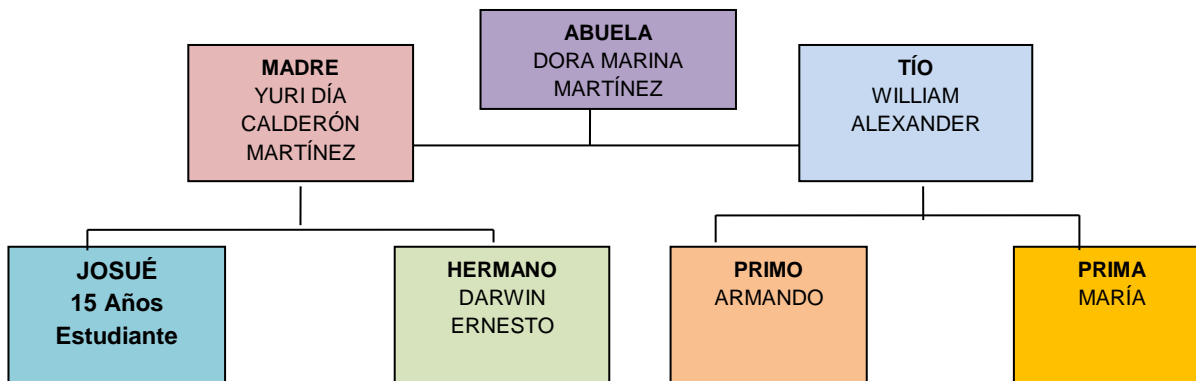 ABUELA
DORA MARINA
MARTÍNEZ
MADRE
YURI DÍA
CALDERÓN
MARTÍNEZ
TÍO
WILLIAM
ALEXANDER
JOSUÉ
15 Años
Estudiante
HERMANO
DARWIN
ERNESTO
PRIMO
ARMANDO
PRIMA
MARÍA